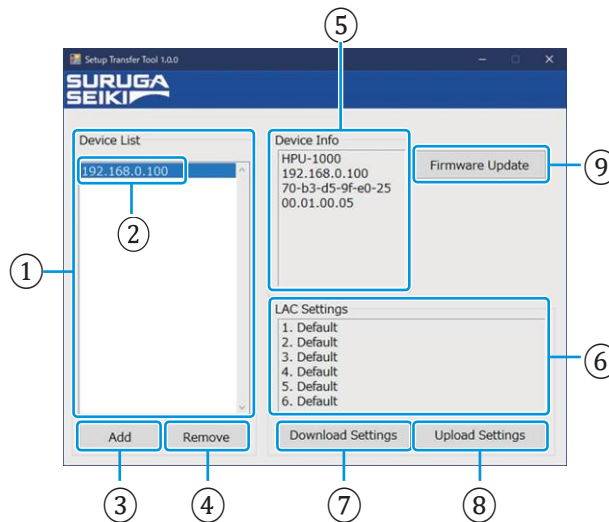 ⑤
Setup Transfer Tool 1.0.0
SURUGA
SEIKI
Device List
192.168.0.100
②
①
Add
Remove
③
④
Device Info
HPU-1000
192.168.0.100
70-b3-d5-9f-e0-25
00.01.00.05
Firmware Update
⑨
LAC Settings
1. Default
2. Default
3. Default
4. Default
5. Default
6. Default
⑥
Download Settings
Upload Settings
⑦
⑧